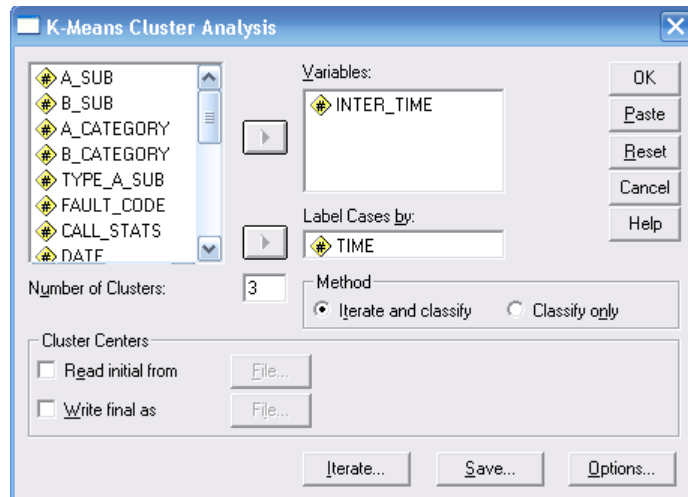 K-Means Cluster Analysis
A_SUB
B_SUB
A_CATEGORY
B_CATEGORY
TYPE_A_SUB
FAULT_CODE
CALL_STATS
DATE
Variables:
INTER_TIME
Label Cases by:
TIME
OK
Paste
Reset
Cancel
Help
Number of Clusters:
3
Method
Iterate and classify
Classify only
Cluster Centers
Read initial from
File...
Write final as
File...
Iterate...
Save...
Options...